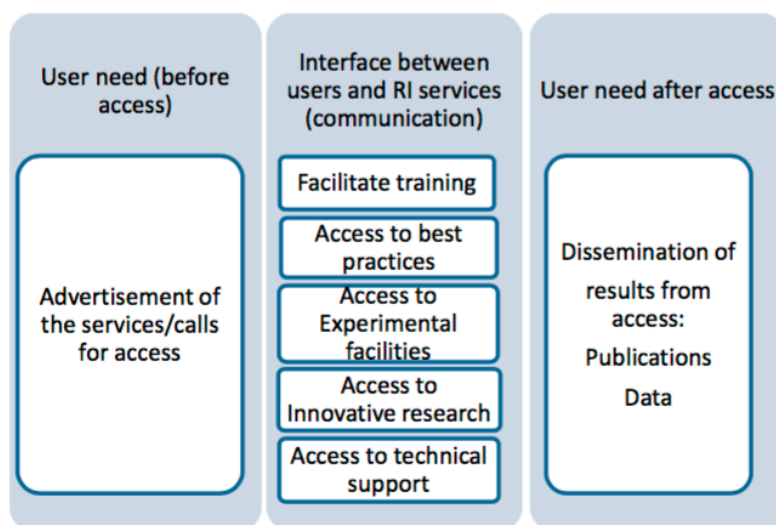 User need (before
access)
Advertisement of
the services/calls
for access
Interface between
users and RI services
(communication)
Facilitate training
Access to best
practices
Access to
Experimental
facilities
Access to
Innovative research
Access to technical
support
User need after access
Dissemination of
results from
access:
Publications
Data